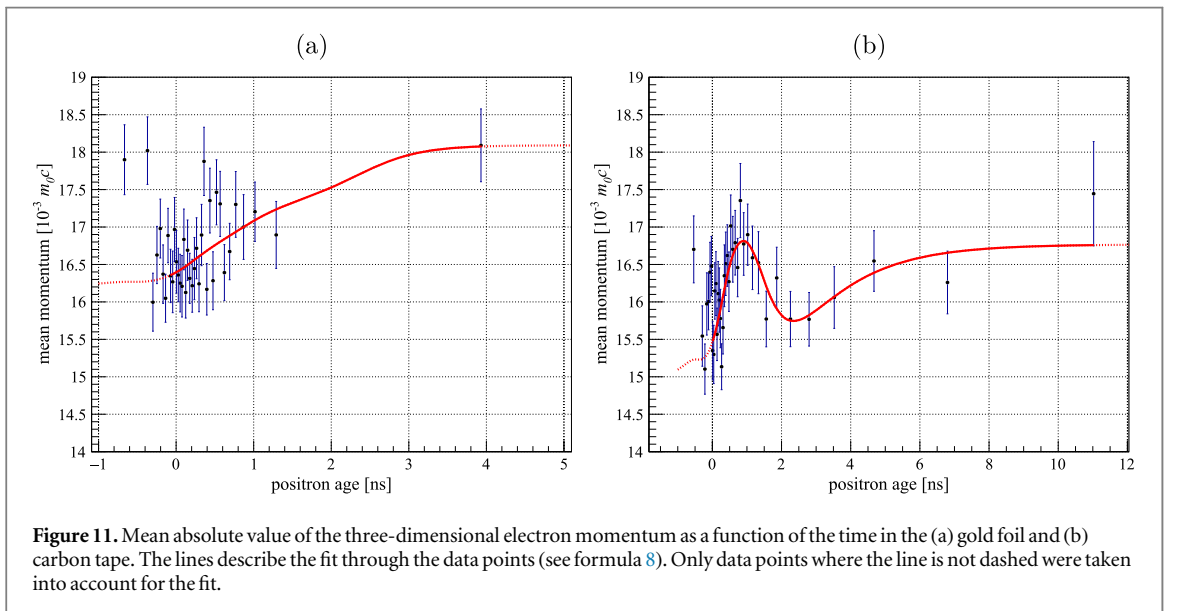 (a)
(b)
19
18.5
18
17.5
17
16.5
16
15.5
15
14.5
14
mean momentum [10⁻³ m₀c]
−1 0 1 2 3 4 5
positron age [ns]
19
18.5
18
17.5
17
16.5
16
15.5
15
14.5
14
mean momentum [10⁻³ m₀c]
0 2 4 6 8 10 12
positron age [ns]
Figure 11. Mean absolute value of the three-dimensional electron momentum as a function of the time in the (a) gold foil and (b)
carbon tape. The lines describe the fit through the data points (see formula 8). Only data points where the line is not dashed were taken
into account for the fit.